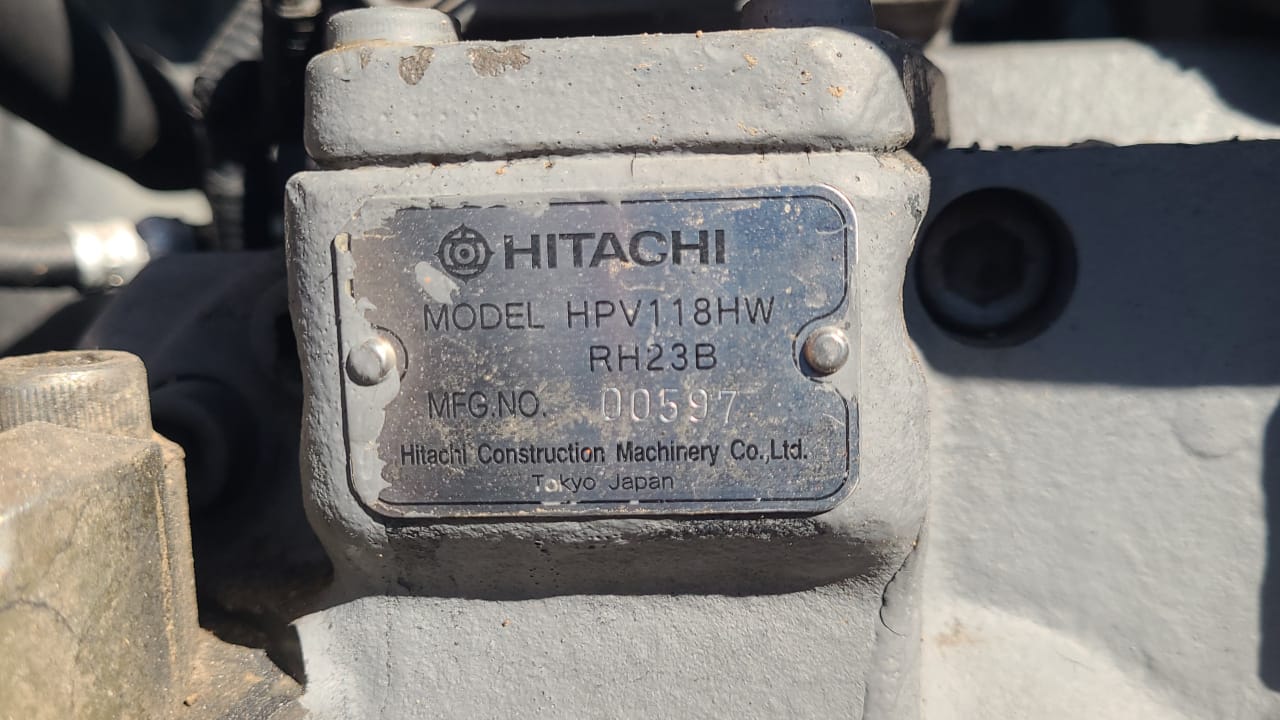 HITACHI
MODEL HPV118HW
RH23B
MFG.NO. 00597
Hitachi Construction Machinery Co.,Ltd.
Tokyo Japan